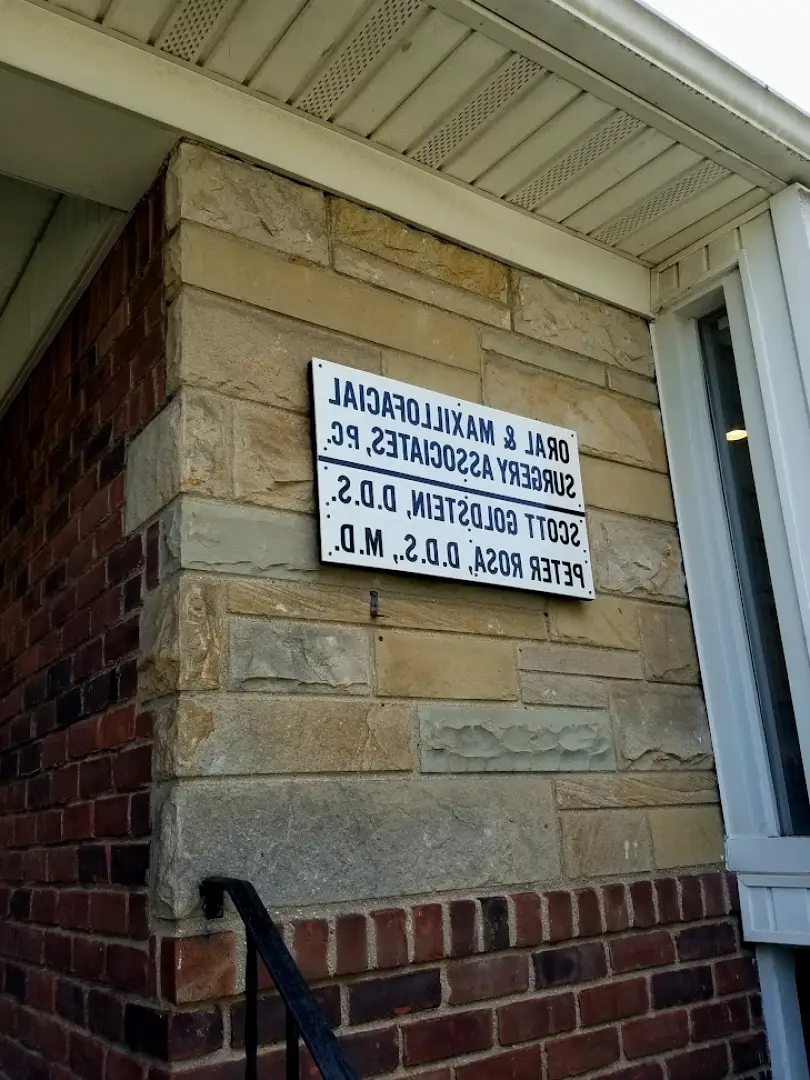 ORAL & MAXILLOFACIAL
SURGERY ASSOCIATES, P.C.
SCOTT GOLDSTEIN, D.D.S.
PETER ROSA, D.D.S., M.D.